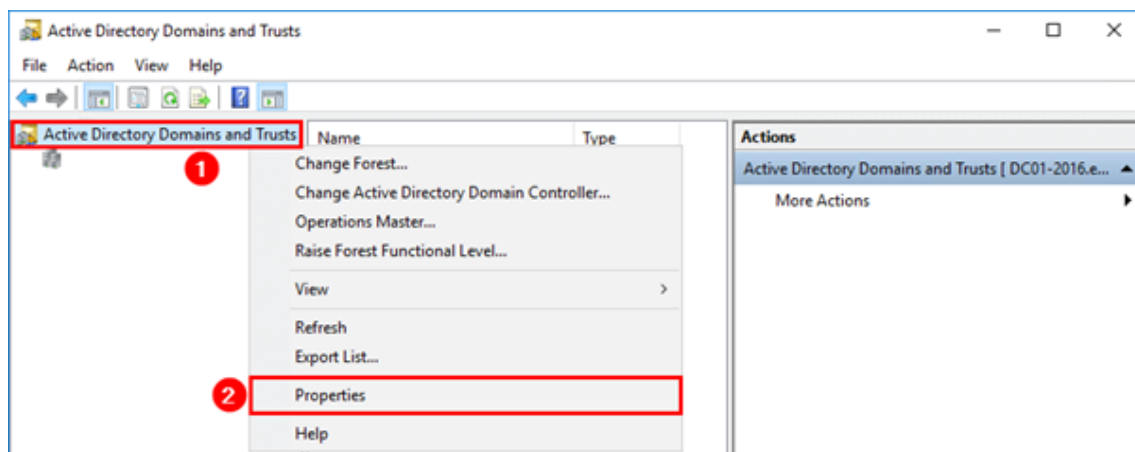 Active Directory Domains and Trusts
File Action View Help
Active Directory Domains and Trusts
Name Type
1
Change Forest...
Change Active Directory Domain Controller...
Operations Master...
Raise Forest Functional Level...
View
Refresh
Export List...
2 Properties
Help
Actions
Active Directory Domains and Trusts [ DC01-2016.e...
More Actions